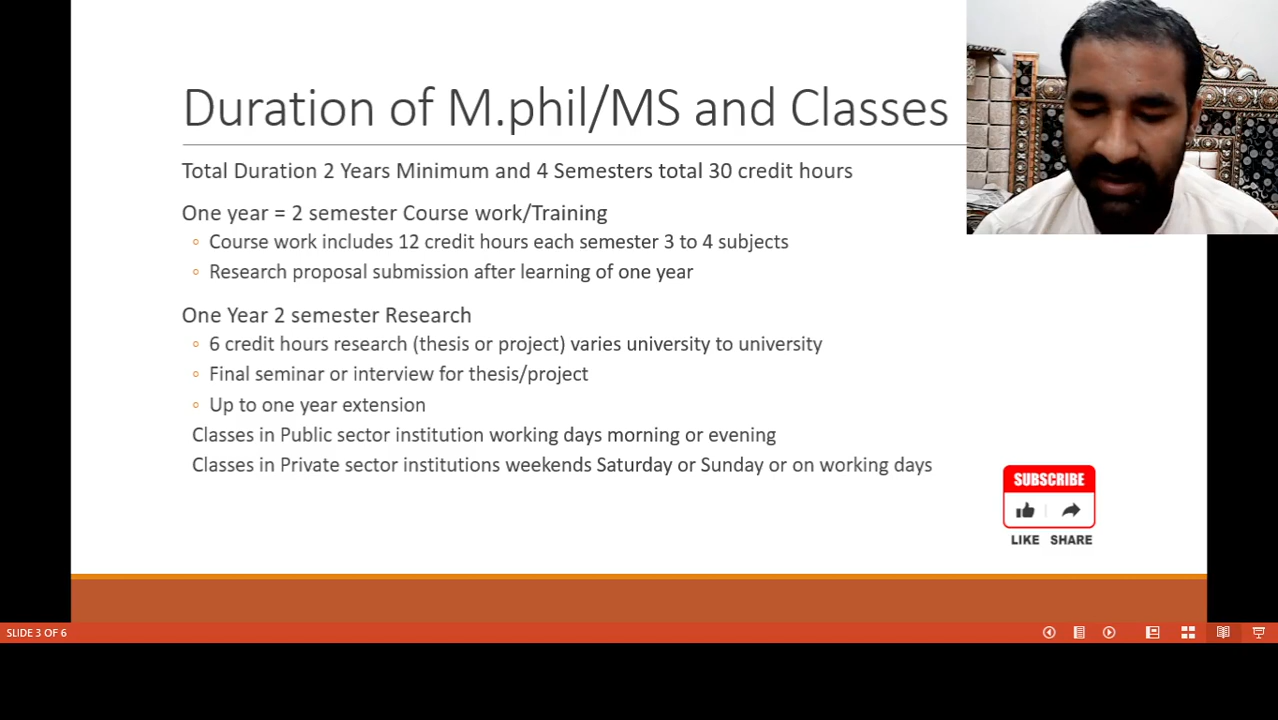 Duration of M.phil/MS and Classes
Total Duration 2 Years Minimum and 4 Semesters total 30 credit hours
One year = 2 semester Course work/Training
◦ Course work includes 12 credit hours each semester 3 to 4 subjects
◦ Research proposal submission after learning of one year
One Year 2 semester Research
◦ 6 credit hours research (thesis or project) varies university to university
◦ Final seminar or interview for thesis/project
◦ Up to one year extension
Classes in Public sector institution working days morning or evening
Classes in Private sector institutions weekends Saturday or Sunday or on working days
SUBSCRIBE
LIKE SHARE
SLIDE 3 OF 6